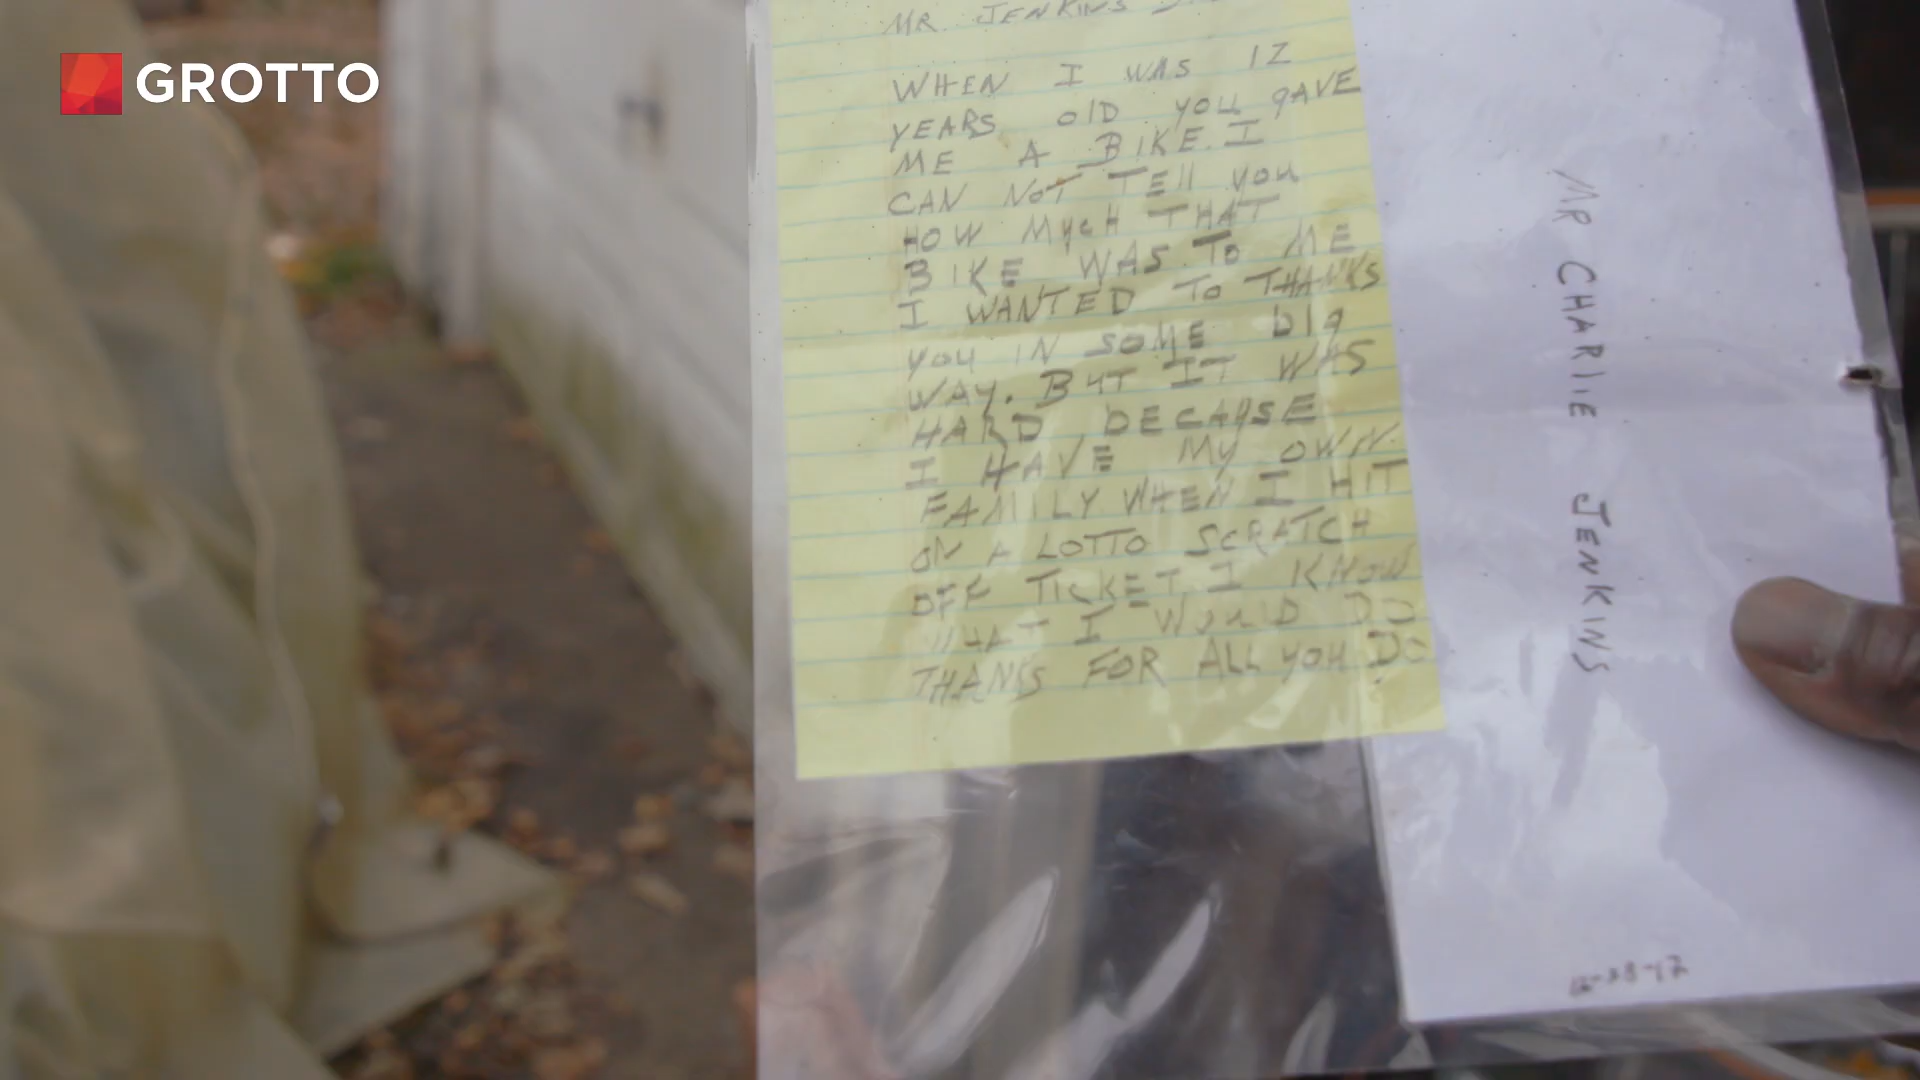 GROTTO
MR JENKINS
WHEN I WAS 12
YEARS OlD YOU gAVE
ME A BIKE. I
CAN NOT TEll YOU
HOW MUCH THAT
BIKE WAS TO ME
I WANTED TO THANKS
YOU IN SOME bIg
WAY. BUT IT WAS
HARD BECAUSE
I HAVE MY OWN
FAMILY WHEN I HIT
ON A LOTTO SCRATCH
OFF TICKET I KNOW
WHAT I WOUlD DO
THANKS FOR ALL YOU DO.
MR CHARlIE JENKINS